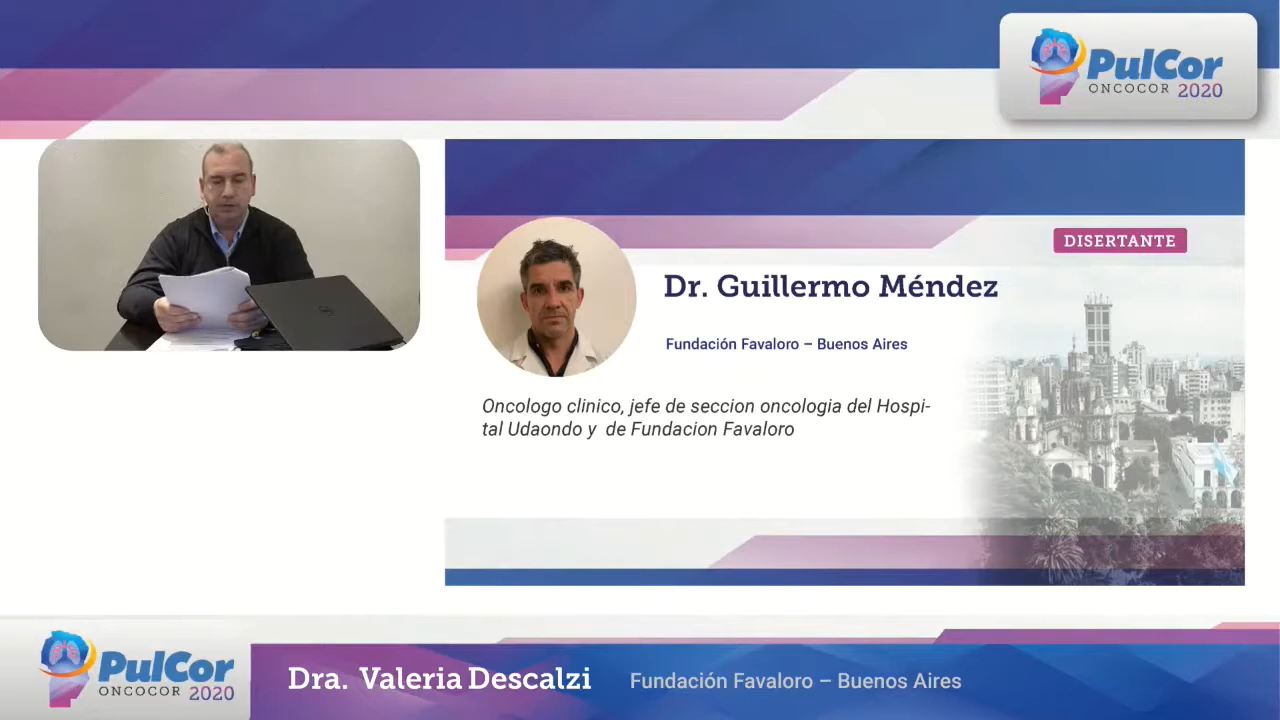 PulCor
ONCOCOR 2020
DISERTANTE
Dr. Guillermo Méndez
Fundación Favaloro – Buenos Aires
Oncologo clinico, jefe de seccion oncologia del Hospi-
tal Udaondo y  de Fundacion Favaloro
PulCor
ONCOCOR 2020
Dra. Valeria Descalzi
Fundación Favaloro – Buenos Aires